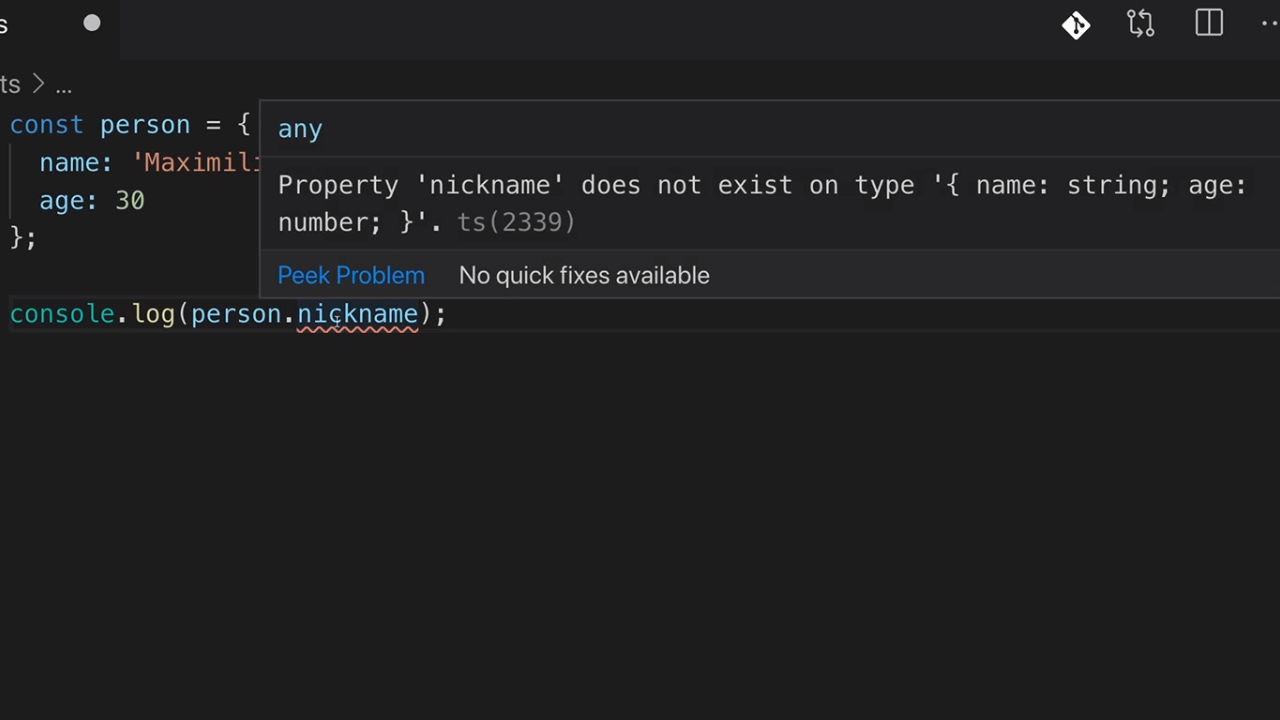 s
ts > ...
const person = {
any
name: 'Maximili
Property 'nickname' does not exist on type '{ name: string; age:
age: 30
number; }'. ts(2339)
};
Peek Problem No quick fixes available
console.log(person.nickname);